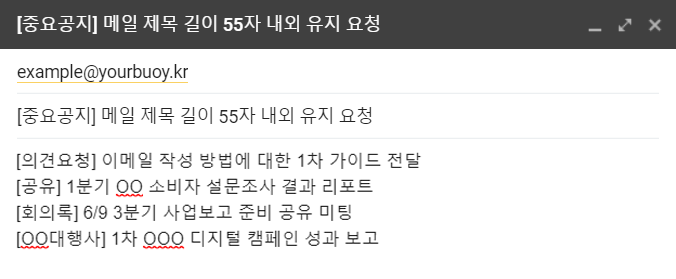 [중요공지] 메일 제목 길이 55자 내외 유지 요청
example@yourbuoy.kr
[중요공지] 메일 제목 길이 55자 내외 유지 요청
[의견요청] 이메일 작성 방법에 대한 1차 가이드 전달
[공유] 1분기 OO 소비자 설문조사 결과 리포트
[회의록] 6/9 3분기 사업보고 준비 공유 미팅
[OO대행사] 1차 OOO 디지털 캠페인 성과 보고